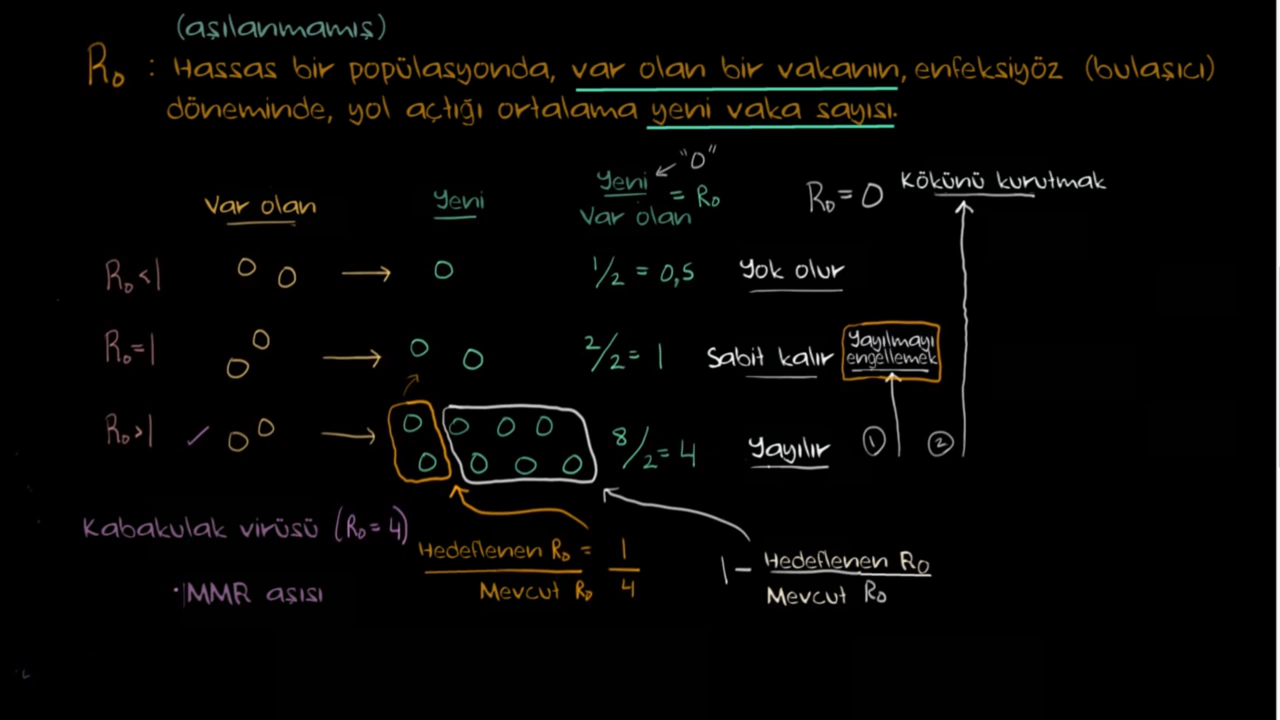 (aşılanmamış)
R₀ : Hassas bir popülasyonda, var olan bir vakanın, enfeksiyöz (bulaşıcı)
döneminde, yol açtığı ortalama yeni vaka sayısı.
Var olan
Yeni
Yeni
Var olan
= R₀
"0"
R₀ = 0
Kökünü kurutmak
R₀ < 1
1/2 = 0,5
Yok olur
R₀ = 1
2/2 = 1
Sabit kalır
Yayılmayı
engellemek
R₀ > 1
8/2 = 4
Yayılır
1
2
Kabakulak virüsü (R₀ = 4)
• MMR aşısı
Hedeflenen R₀ = 1
Mevcut R₀ 4
1 - Hedeflenen R₀
Mevcut R₀